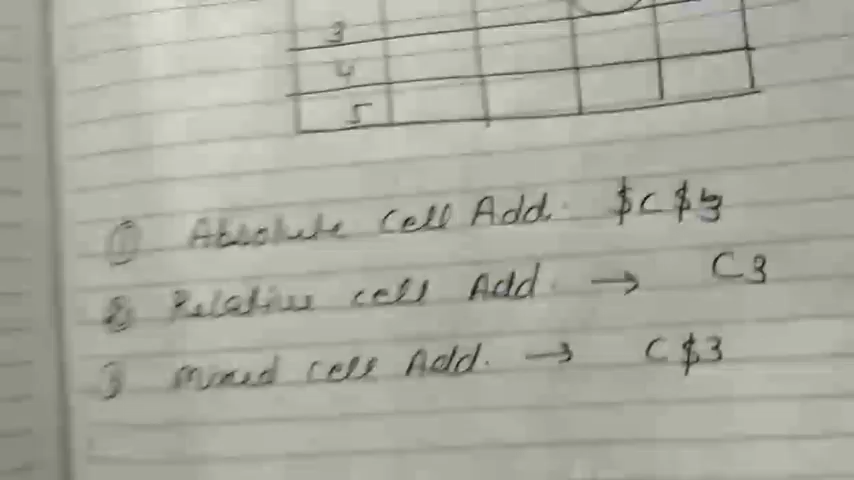 3
4
5
① Absolute Cell Add. $C$3
② Relative cell Add. → C3
③ Mixed Cell Add. → C$3